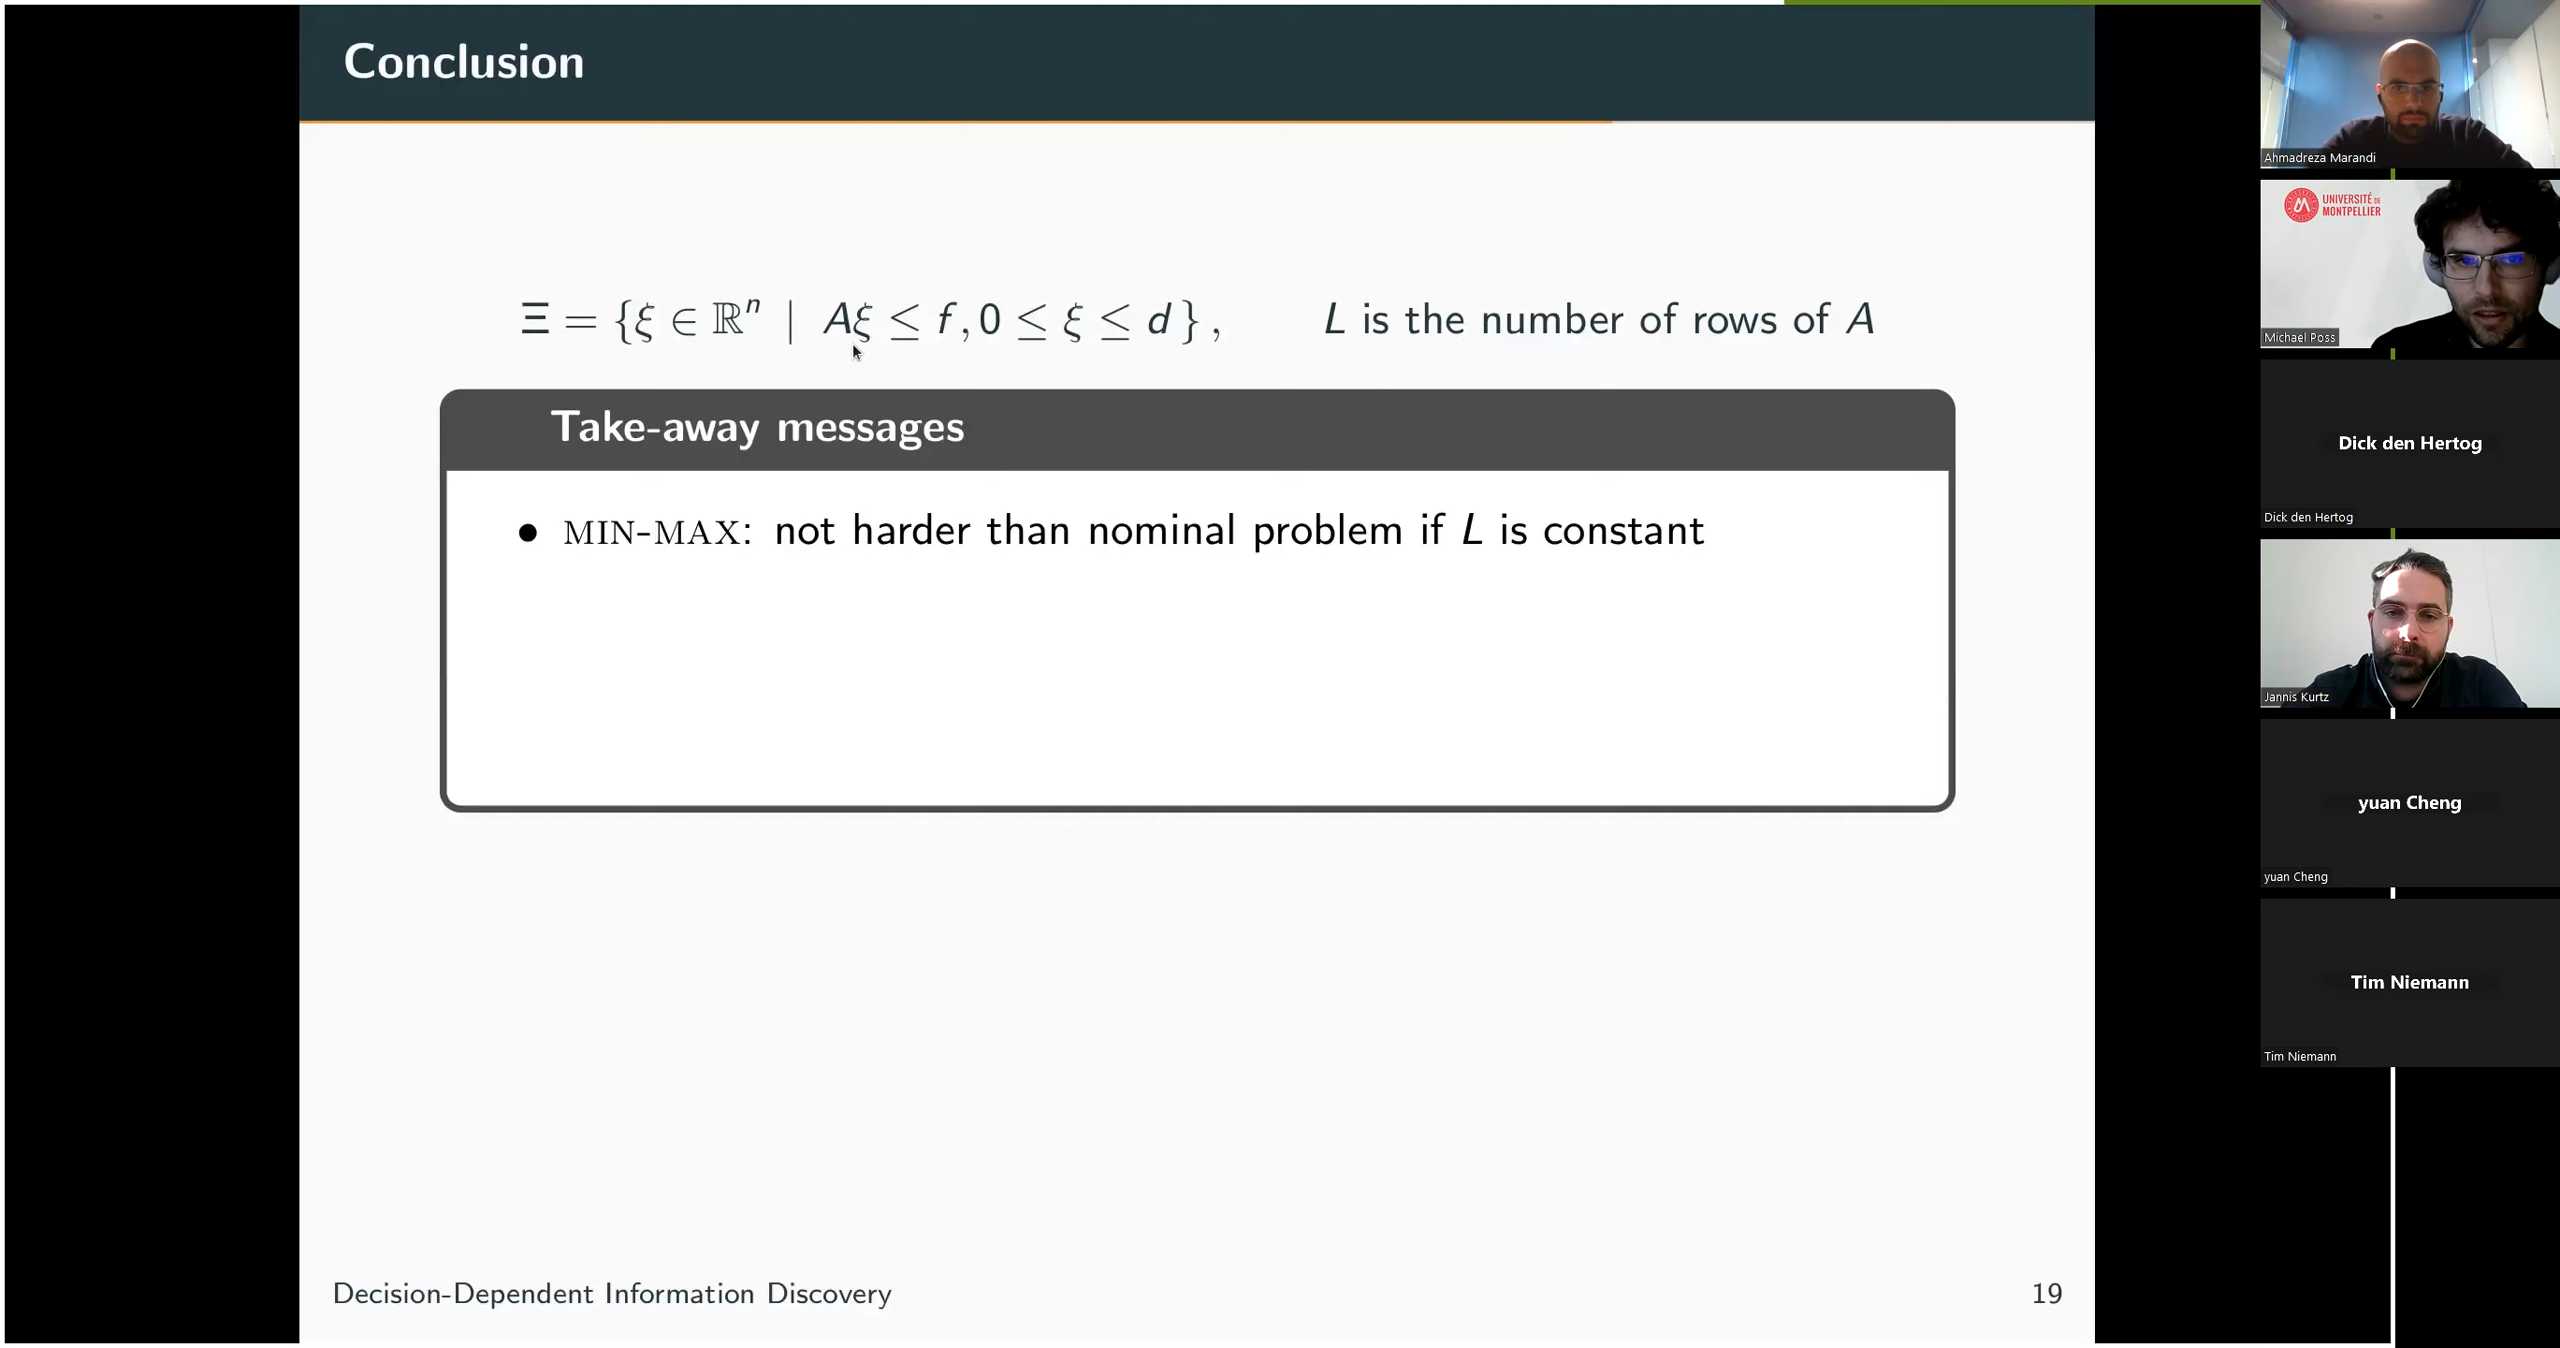 Conclusion
Ξ = {ξ ∈ ℝⁿ | Aξ ≤ f, 0 ≤ ξ ≤ d}, L is the number of rows of A
Take-away messages
• MIN-MAX: not harder than nominal problem if L is constant
Decision-Dependent Information Discovery
19
Ahmadreza Marandi
UNIVERSITÉ DE
MONTPELLIER
Michael Poss
Dick den Hertog
Dick den Hertog
Jannis Kurtz
yuan Cheng
yuan Cheng
Tim Niemann
Tim Niemann